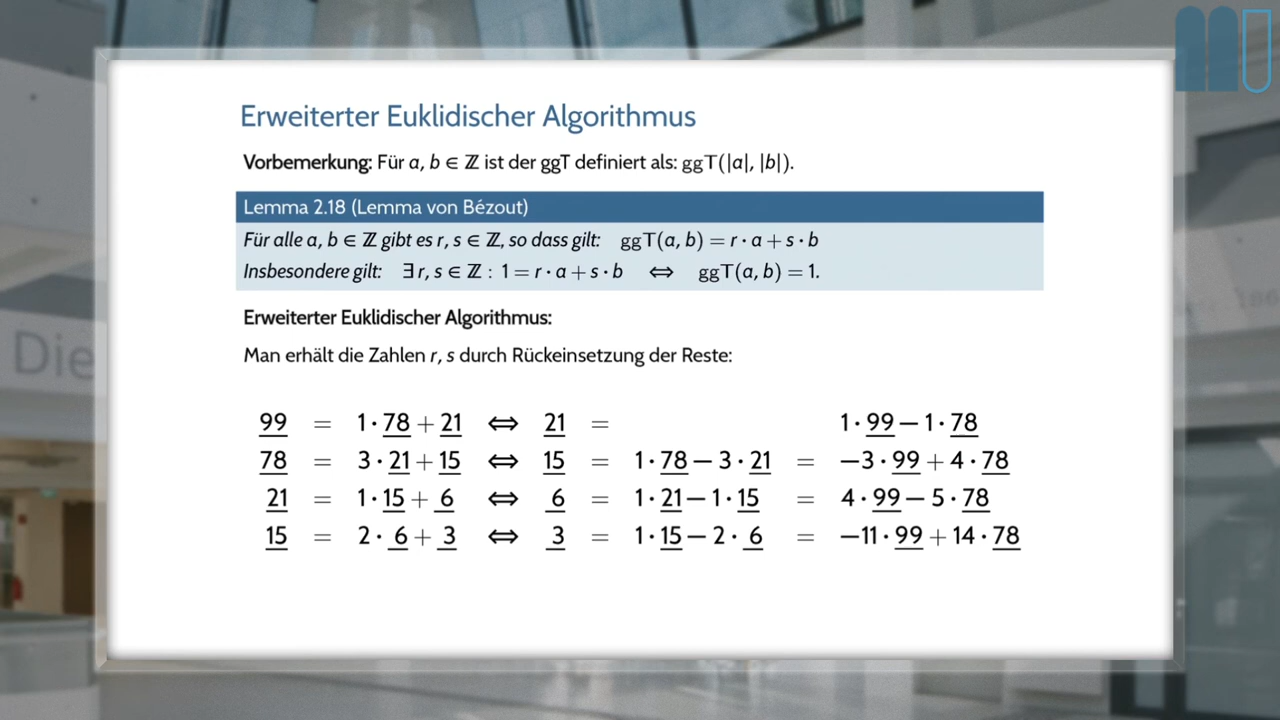 Erweiterter Euklidischer Algorithmus
Vorbemerkung: Für a, b ∈ ℤ ist der ggT definiert als: ggT(|a|, |b|).
Lemma 2.18 (Lemma von Bézout)
Für alle a, b ∈ ℤ gibt es r, s ∈ ℤ, so dass gilt: ggT(a, b) = r · a + s · b
Insbesondere gilt: ∃ r, s ∈ ℤ : 1 = r · a + s · b ⇔ ggT(a, b) = 1.
Die
Erweiterter Euklidischer Algorithmus:
Man erhält die Zahlen r, s durch Rückeinsetzung der Reste:
99 = 1 · 78 + 21 ⇔ 21 = 1 · 99 − 1 · 78
78 = 3 · 21 + 15 ⇔ 15 = 1 · 78 − 3 · 21 = −3 · 99 + 4 · 78
21 = 1 · 15 + 6 ⇔ 6 = 1 · 21 − 1 · 15 = 4 · 99 − 5 · 78
15 = 2 · 6 + 3 ⇔ 3 = 1 · 15 − 2 · 6 = −11 · 99 + 14 · 78